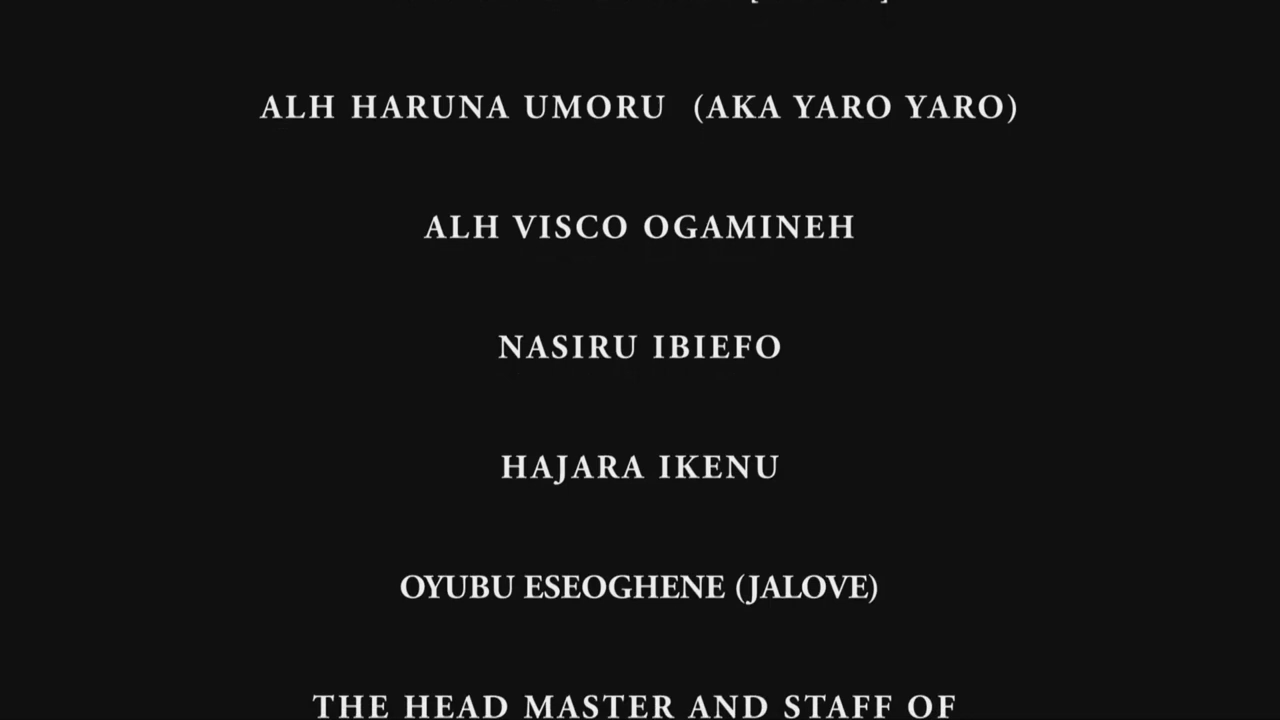 ALH HARUNA UMORU (AKA YARO YARO)
ALH VISCO OGAMINEH
NASIRU IBIEFO
HAJARA IKENU
OYUBU ESEOGHENE (JALOVE)
THE HEAD MASTER AND STAFF OF